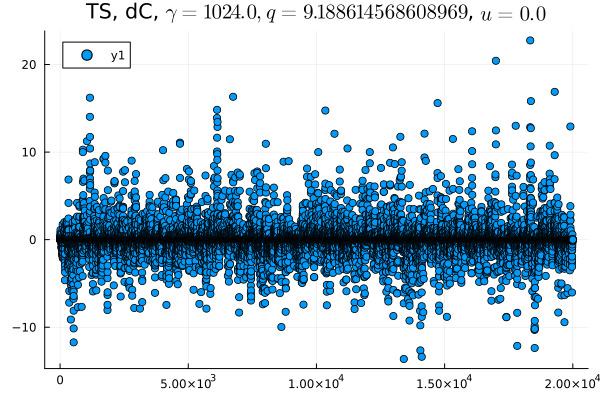 TS, dC, γ = 1024.0, q = 9.188614568608969, u = 0.0
y1
20
10
0
−10
0 5.00×10³ 1.00×10⁴ 1.50×10⁴ 2.00×10⁴